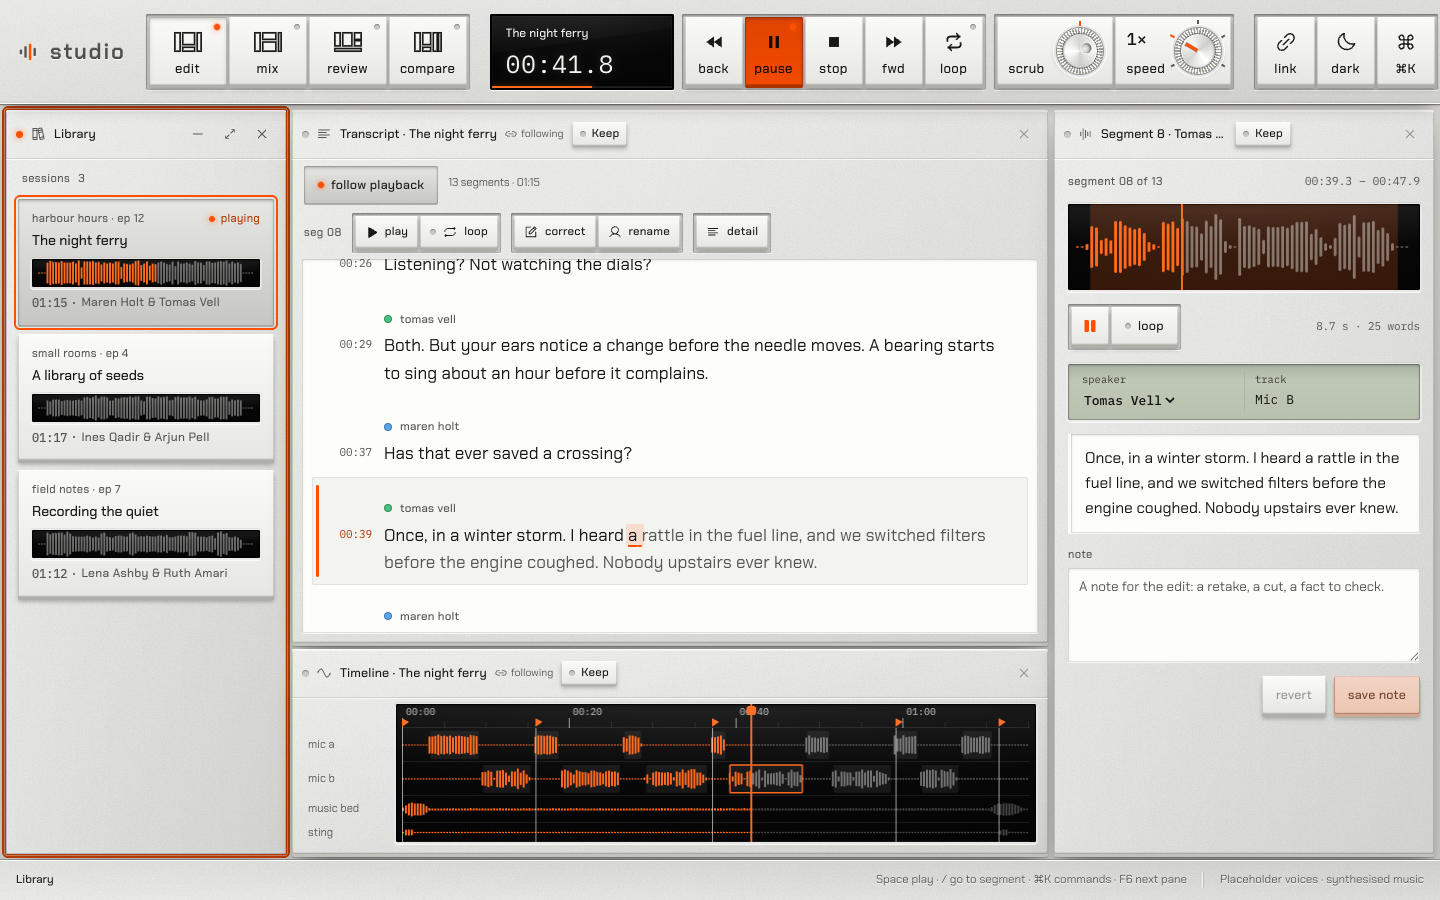 studio
edit
mix
review
compare
The night ferry
00:41.8
back
pause
stop
fwd
loop
scrub
1×
speed
link
dark
⌘K
Library
sessions 3
harbour hours · ep 12
playing
The night ferry
01:15 · Maren Holt & Tomas Vell
small rooms · ep 4
A library of seeds
01:17 · Ines Qadir & Arjun Pell
field notes · ep 7
Recording the quiet
01:12 · Lena Ashby & Ruth Amari
Transcript · The night ferry
following
Keep
follow playback
13 segments · 01:15
seg 08
play
loop
correct
rename
detail
00:26 Listening? Not watching the dials?
tomas vell
00:29 Both. But your ears notice a change before the needle moves. A bearing starts
to sing about an hour before it complains.
maren holt
00:37 Has that ever saved a crossing?
tomas vell
00:39 Once, in a winter storm. I heard a rattle in the fuel line, and we switched filters
before the engine coughed. Nobody upstairs ever knew.
maren holt
Timeline · The night ferry
following
Keep
00:00 00:20 00:40 01:00
mic a
mic b
music bed
sting
Segment 8 · Tomas ...
Keep
segment 08 of 13
00:39.3 – 00:47.9
loop
8.7 s · 25 words
speaker
Tomas Vell
track
Mic B
Once, in a winter storm. I heard a rattle in the
fuel line, and we switched filters before the
engine coughed. Nobody upstairs ever knew.
note
A note for the edit: a retake, a cut, a fact to check.
revert
save note
Library
Space play · / go to segment · ⌘K commands · F6 next pane
Placeholder voices · synthesised music